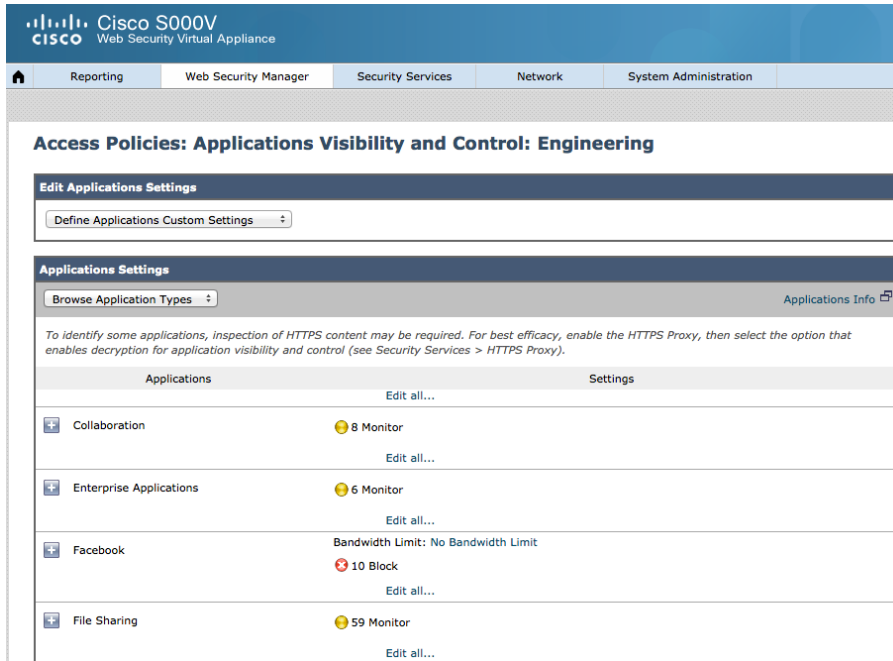 Cisco S000V
CISCO Web Security Virtual Appliance
Reporting Web Security Manager Security Services Network System Administration
Access Policies: Applications Visibility and Control: Engineering
Edit Applications Settings
Define Applications Custom Settings
Applications Settings
Browse Application Types
Applications Info
To identify some applications, inspection of HTTPS content may be required. For best efficacy, enable the HTTPS Proxy, then select the option that
enables decryption for application visibility and control (see Security Services > HTTPS Proxy).
Applications Settings
Edit all...
Collaboration 8 Monitor
Edit all...
Enterprise Applications 6 Monitor
Edit all...
Bandwidth Limit: No Bandwidth Limit
Facebook
10 Block
Edit all...
File Sharing 59 Monitor
Edit all...